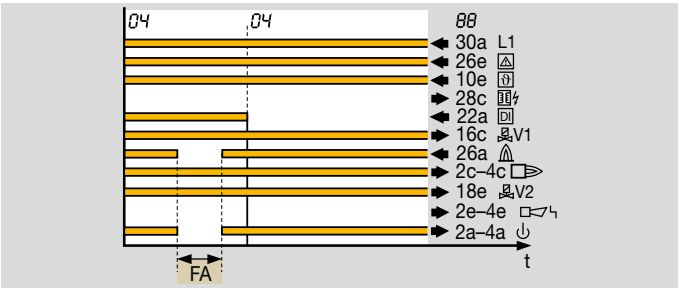 04 04 88
30a L1
26e
10e
28c
22a DI
16c V1
26a
2c–4c
18e V2
2e–4e
2a–4a
t
FA